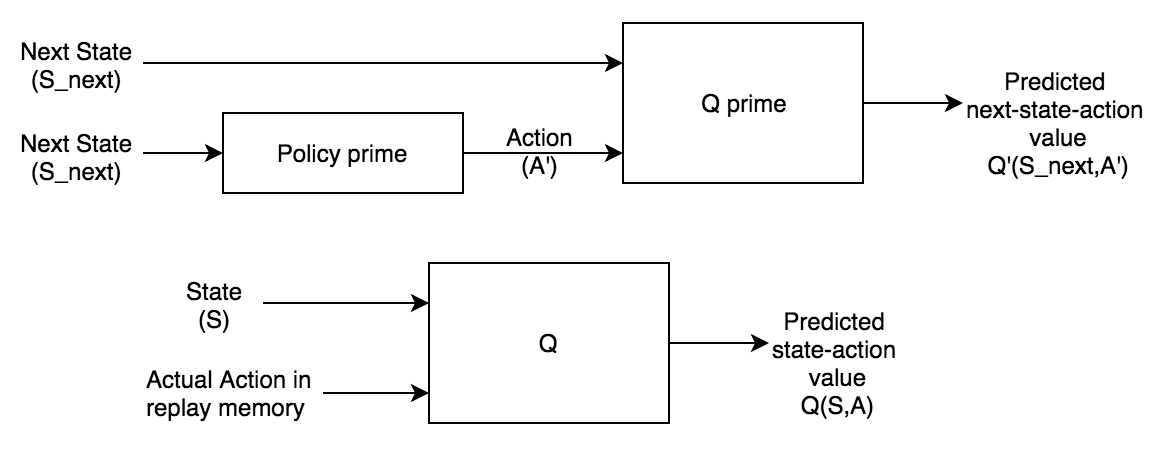 Next State
(S_next)
Q prime
Predicted
next-state-action
value
Q'(S_next,A')
Next State
(S_next)
Policy prime
Action
(A')
State
(S)
Q
Predicted
state-action
value
Q(S,A)
Actual Action in
replay memory